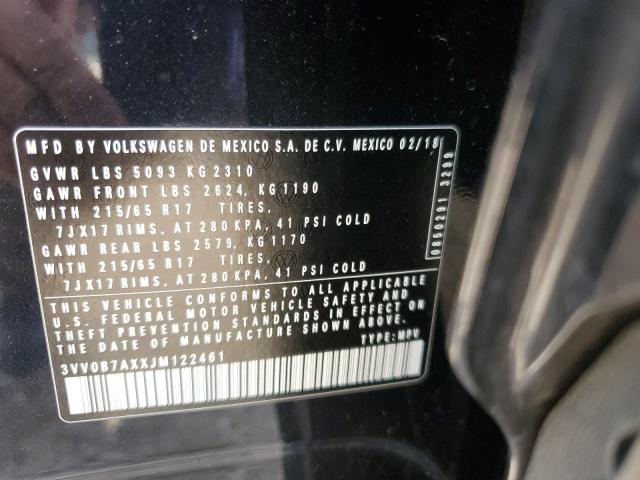 MFD BY VOLKSWAGEN DE MEXICO S.A. DE C.V. MEXICO 02/18
GVWR LBS 5093 KG 2310
GAWR FRONT LBS 2624, KG 1190
WITH 215/65 R17 TIRES,
7JX17 RIMS, AT 280 KPA, 41 PSI COLD
GAWR REAR LBS 2579, KG 1170
WITH 215/65 R17 TIRES,
7JX17 RIMS, AT 280 KPA, 41 PSI COLD
THIS VEHICLE CONFORMS TO ALL APPLICABLE
U.S. FEDERAL MOTOR VEHICLE SAFETY AND
THEFT PREVENTION STANDARDS IN EFFECT ON
THE DATE OF MANUFACTURE SHOWN ABOVE.
TYPE: MPV
3VV0B7AXXJM122461
0850291 3299